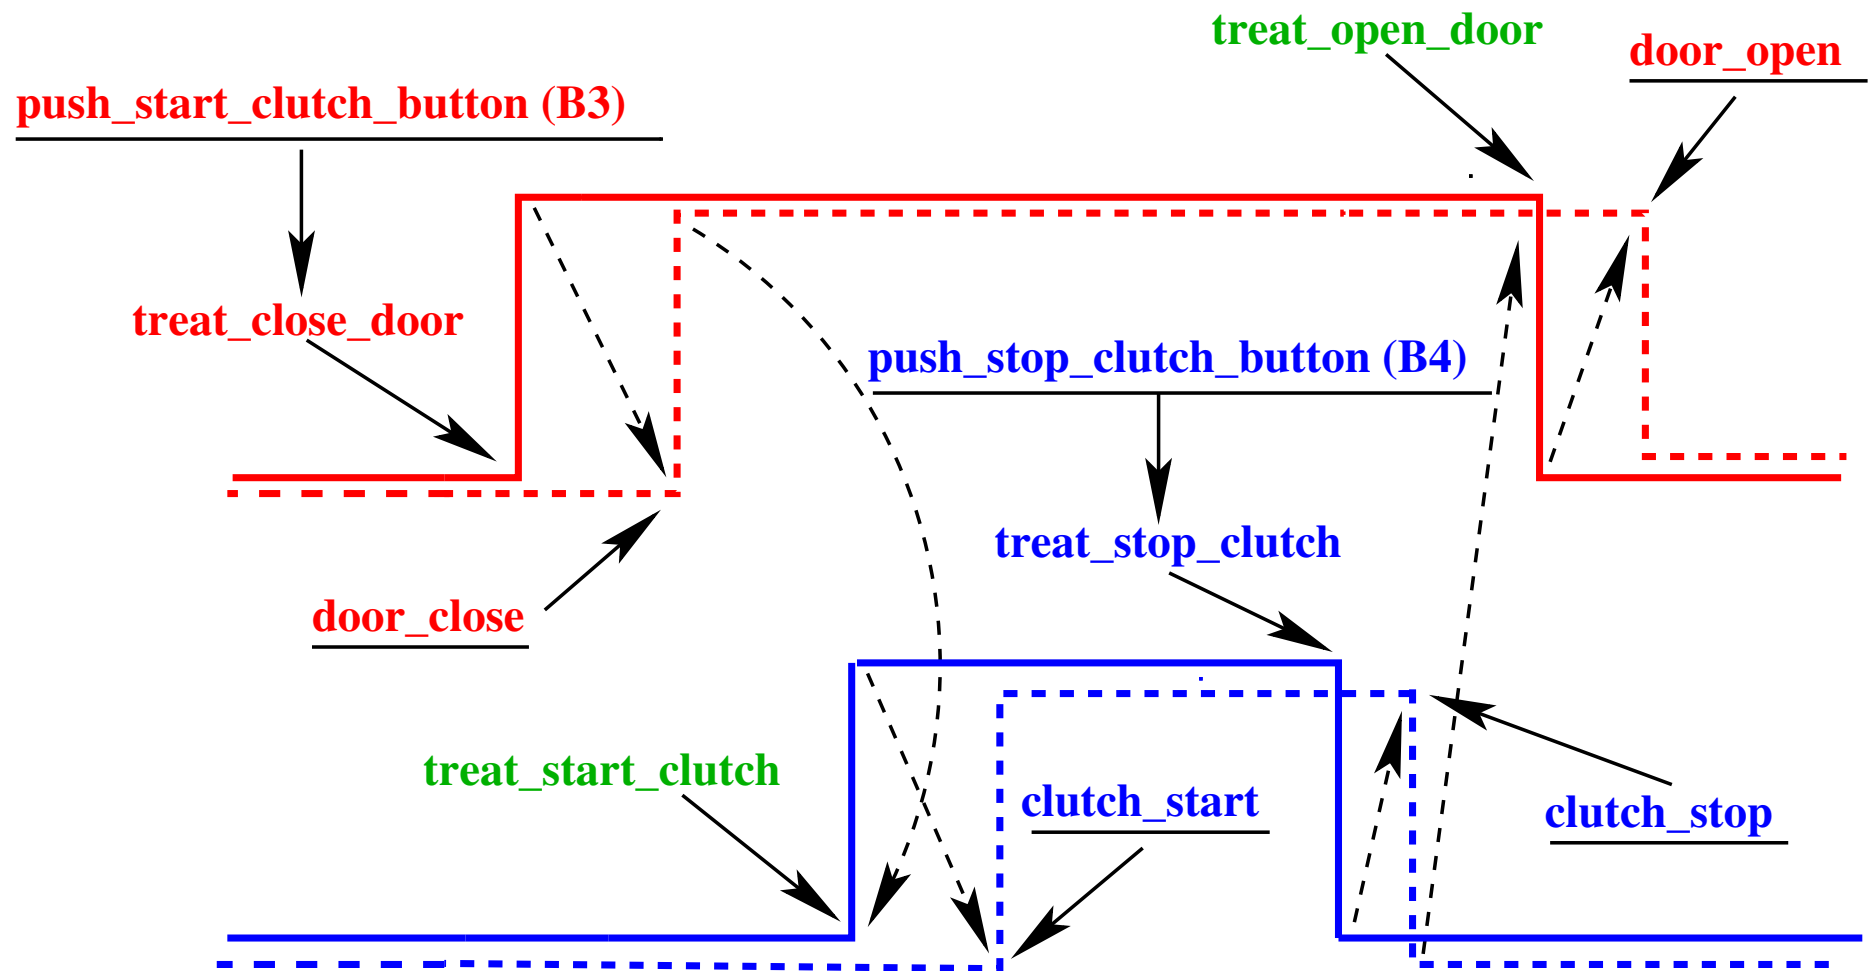 treat_open_door
door_open
push_start_clutch_button (B3)
treat_close_door
push_stop_clutch_button (B4)
treat_stop_clutch
door_close
treat_start_clutch
clutch_start
clutch_stop